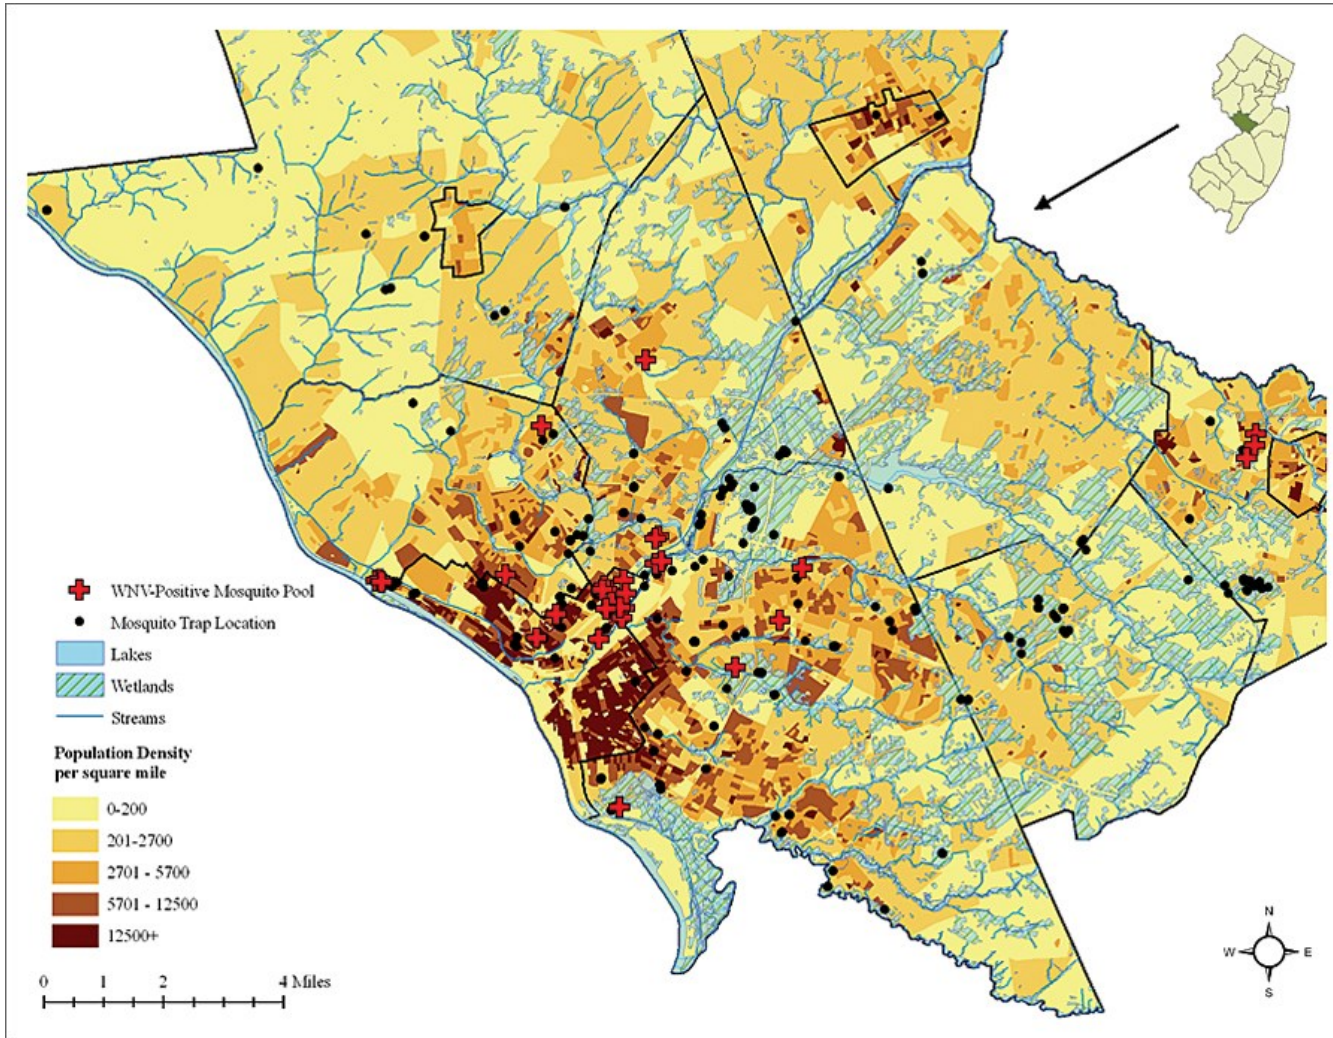 WNV-Positive Mosquito Pool
Mosquito Trap Location
Lakes
Wetlands
Streams
Population Density
per square mile
0-200
201-2700
2701 - 5700
5701 - 12500
12500+
0 1 2 4 Miles
N
W E
S